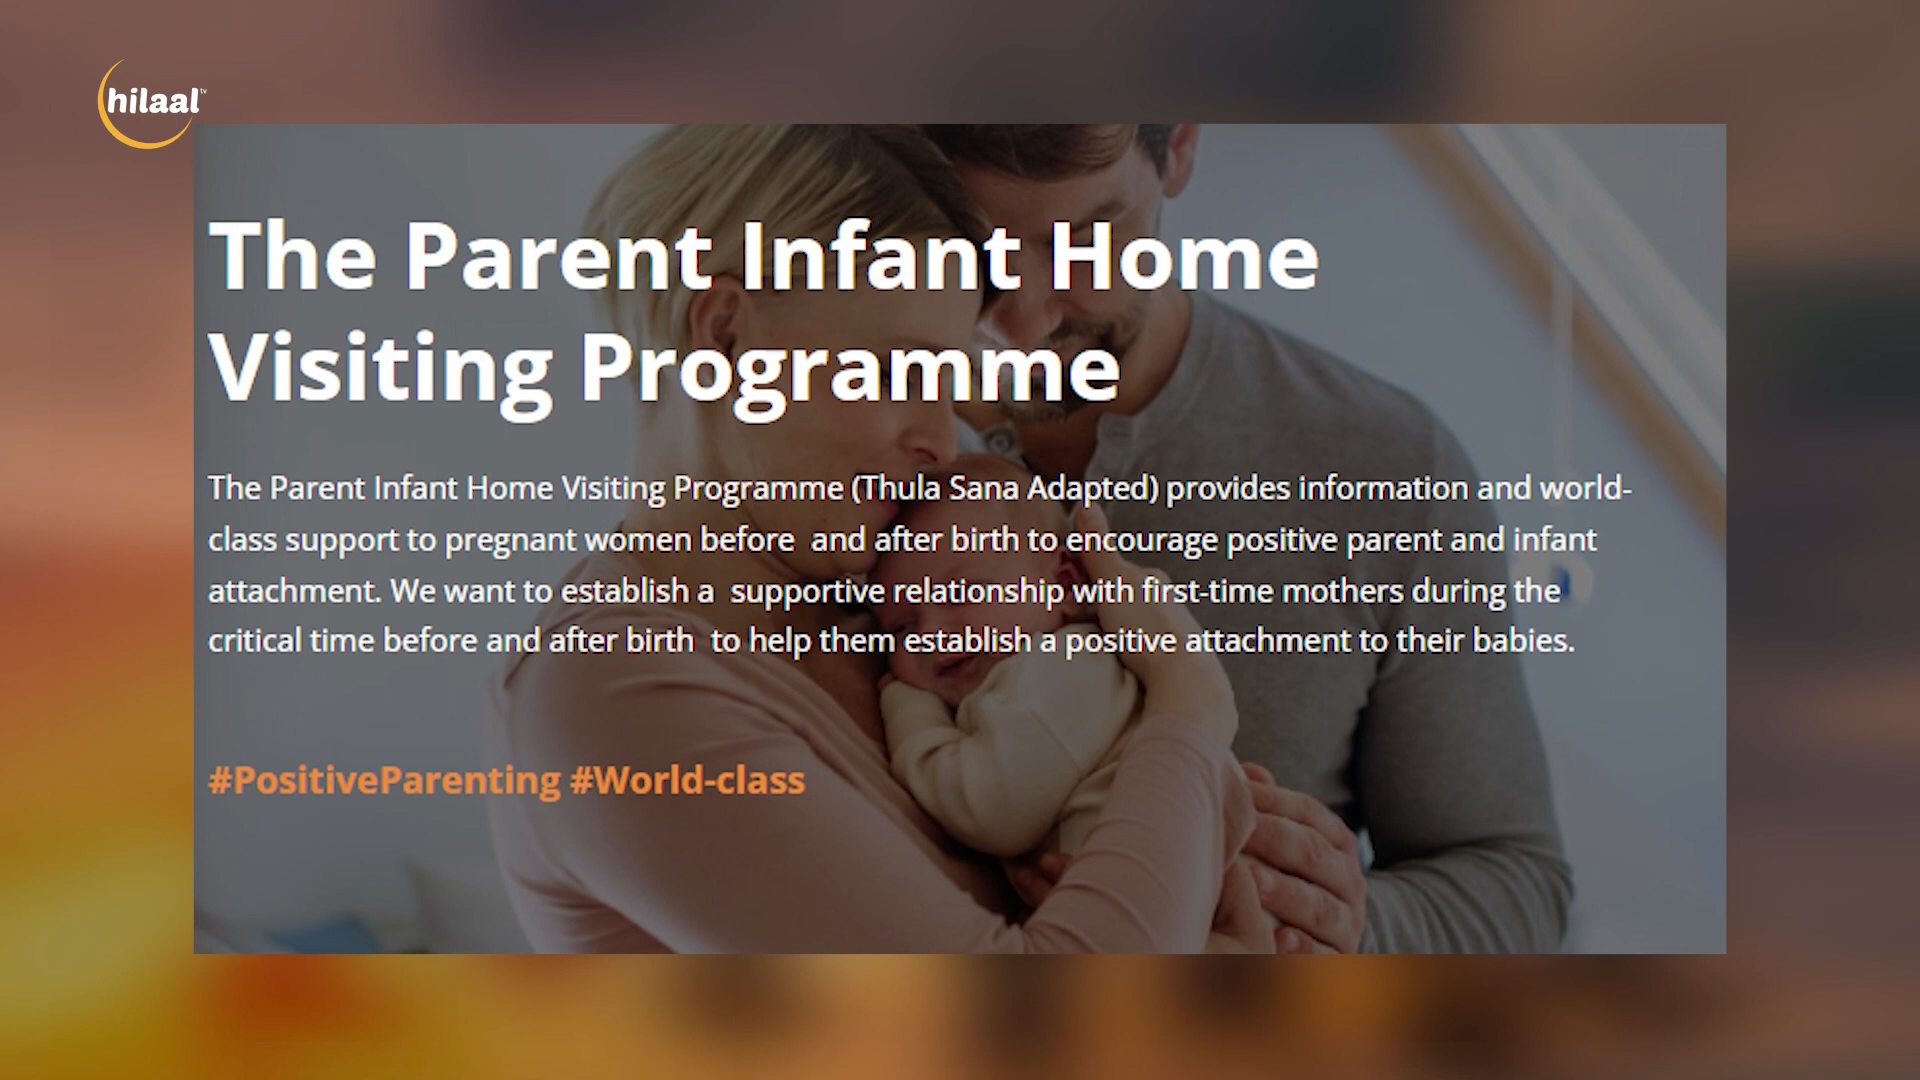 hilaal tv
The Parent Infant Home
Visiting Programme
The Parent Infant Home Visiting Programme (Thula Sana Adapted) provides information and world-
class support to pregnant women before and after birth to encourage positive parent and infant
attachment. We want to establish a supportive relationship with first-time mothers during the
critical time before and after birth to help them establish a positive attachment to their babies.
#PositiveParenting #World-class